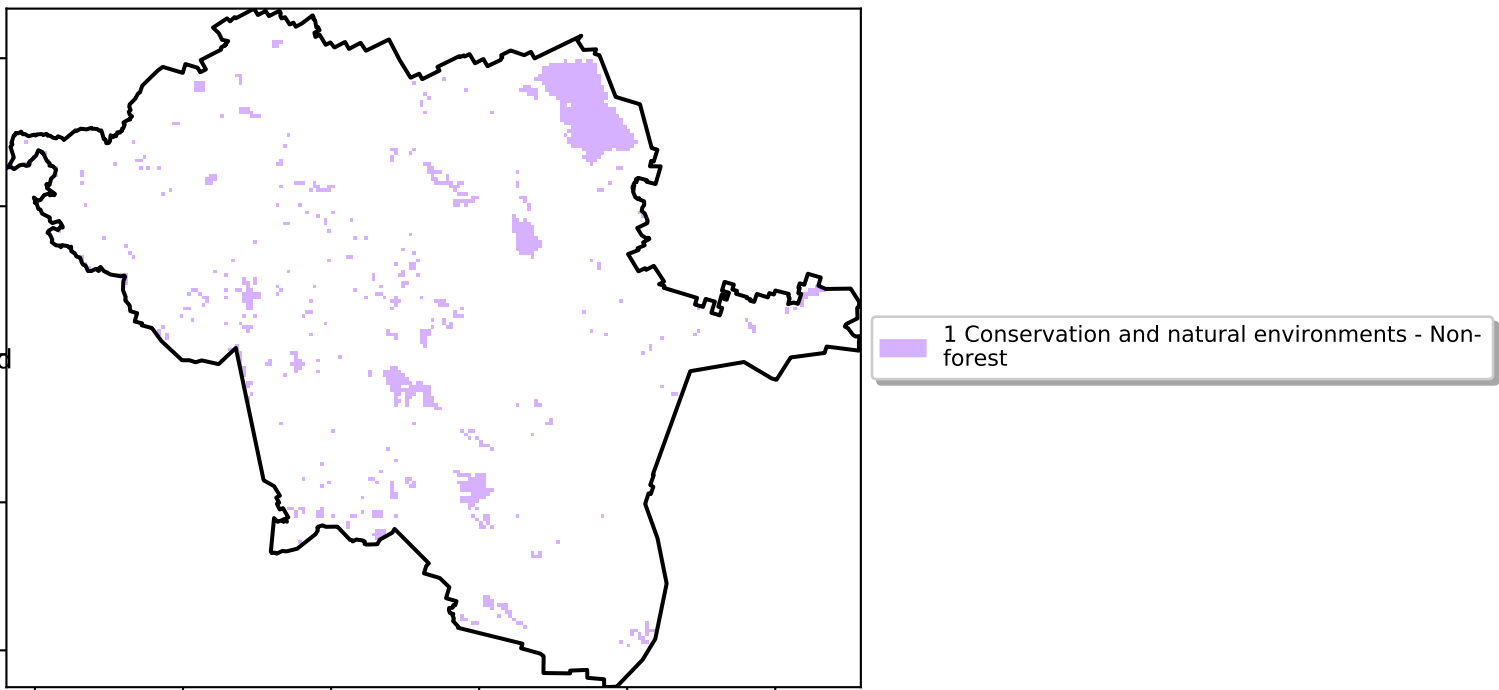 1 Conservation and natural environments - Non-
forest